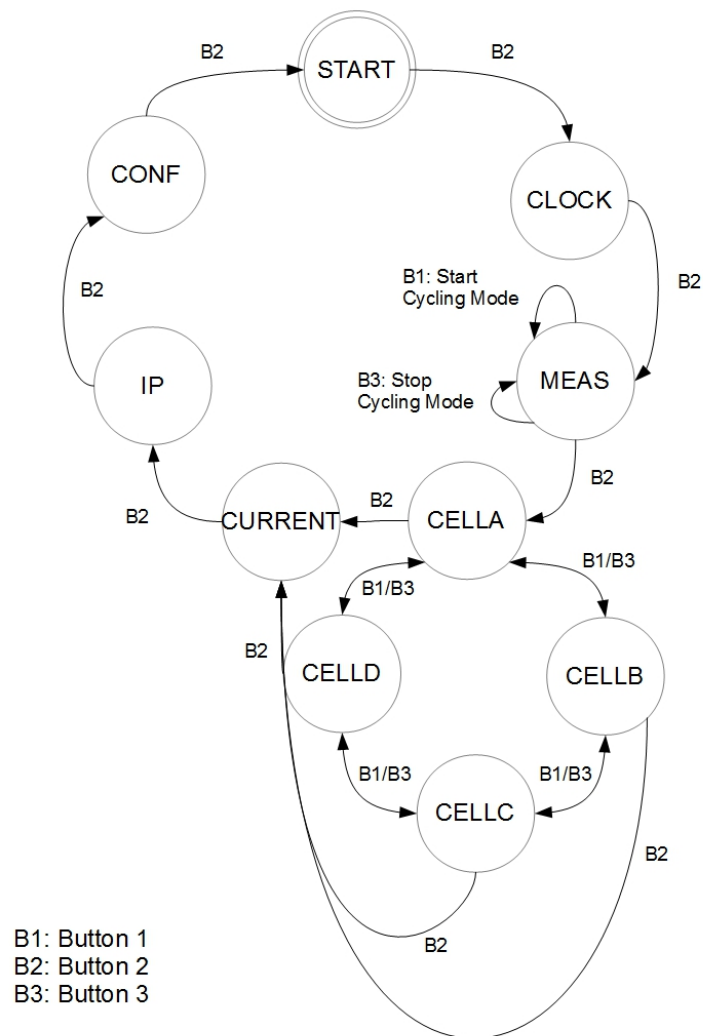 B2
START
B2
CONF
CLOCK
B2
B2
B1: Start
Cycling Mode
MEAS
IP
B3: Stop
Cycling Mode
B2
B2
B2
CURRENT
CELLA
B1/B3
B1/B3
B2
CELLD
CELLB
B1/B3
B1/B3
CELLC
B2
B2
B1: Button 1
B2: Button 2
B3: Button 3